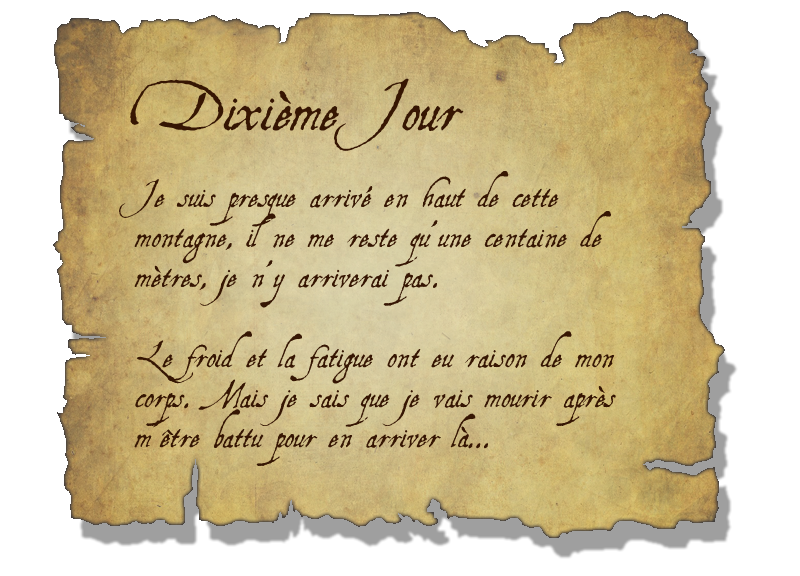 Dixième Jour
Je suis presque arrivé en haut de cette
montagne, il ne me reste qu'une centaine de
mètres, je n'y arriverai pas.
Le froid et la fatigue ont eu raison de mon
corps. Mais je sais que je vais mourir après
m'être battu pour en arriver là...